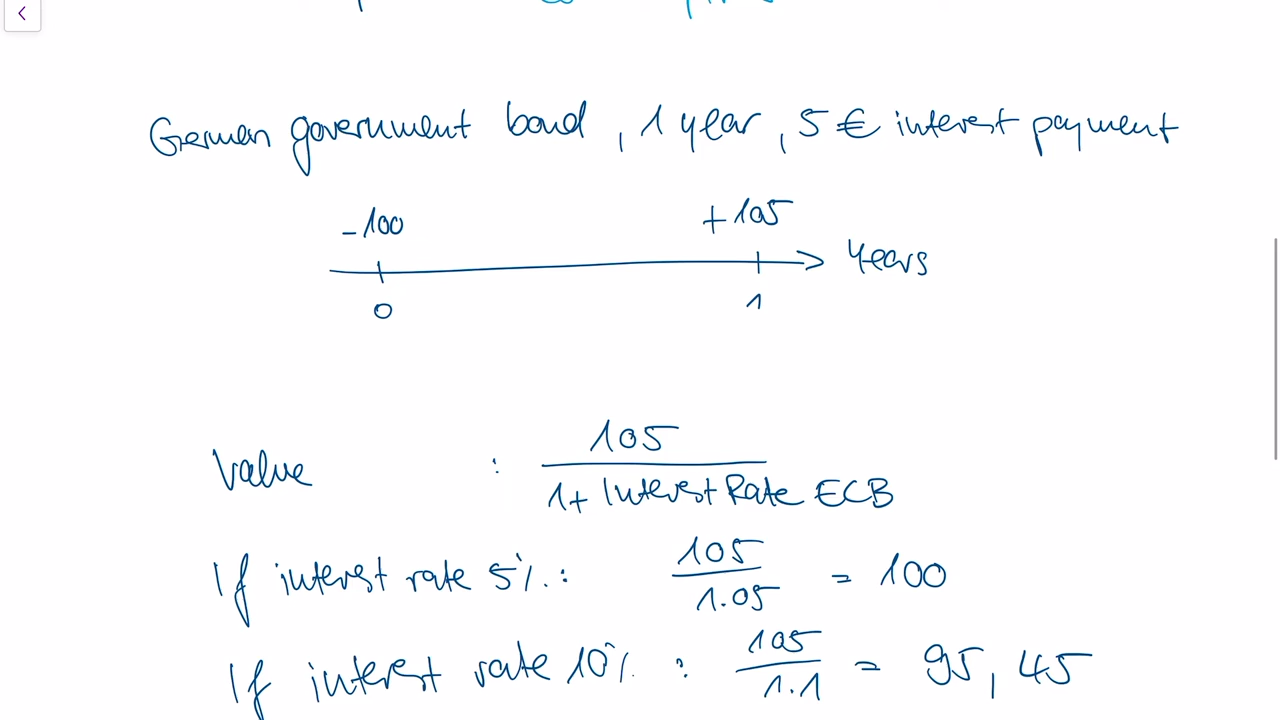 German government bond, 1 year, 5 € interest payment
-100 +105
Years
0 1
Value : 105
1+ Interest Rate ECB
If interest rate 5%: 105 = 100
1.05
If interest rate 10% : 105 = 95,45
1.1